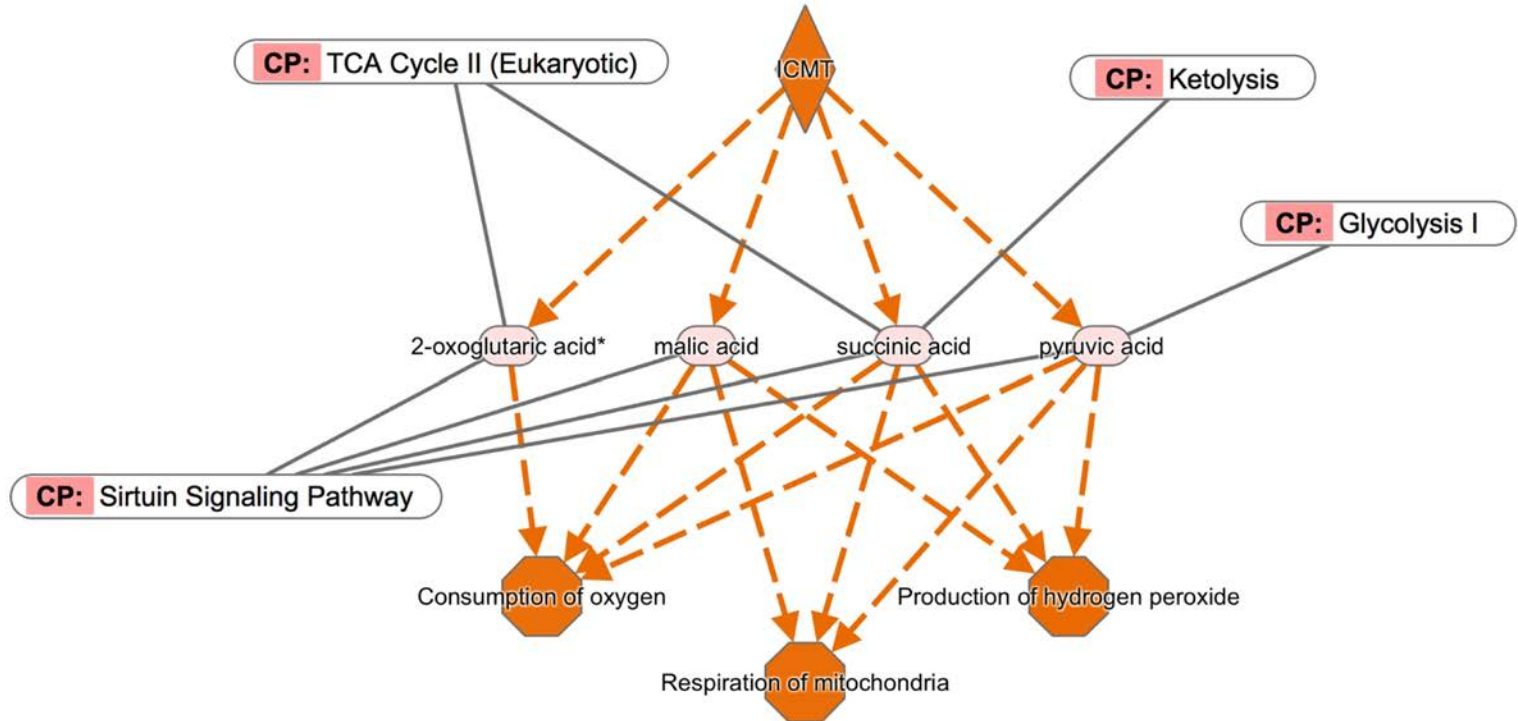 CP: TCA Cycle II (Eukaryotic)
ICMT
CP: Ketolysis
CP: Glycolysis I
2-oxoglutaric acid*
malic acid
succinic acid
pyruvic acid
CP: Sirtuin Signaling Pathway
Consumption of oxygen
Production of hydrogen peroxide
Respiration of mitochondria